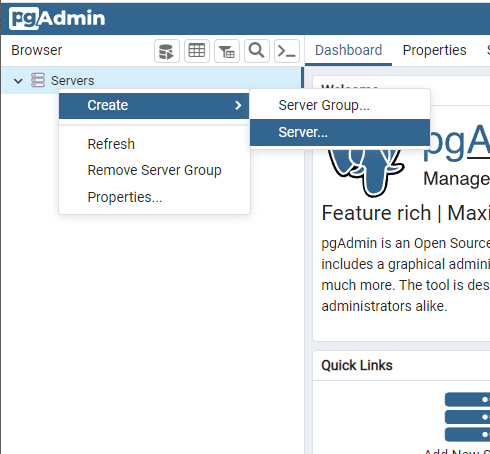 pgAdmin
Browser
Dashboard
Properties
Servers
Welcome
Create
Server Group...
Server...
Refresh
Remove Server Group
Properties...
pgA
Manage
Feature rich | Maxi
pgAdmin is an Open Source
includes a graphical admini
much more. The tool is des
administrators alike.
Quick Links
Add New S